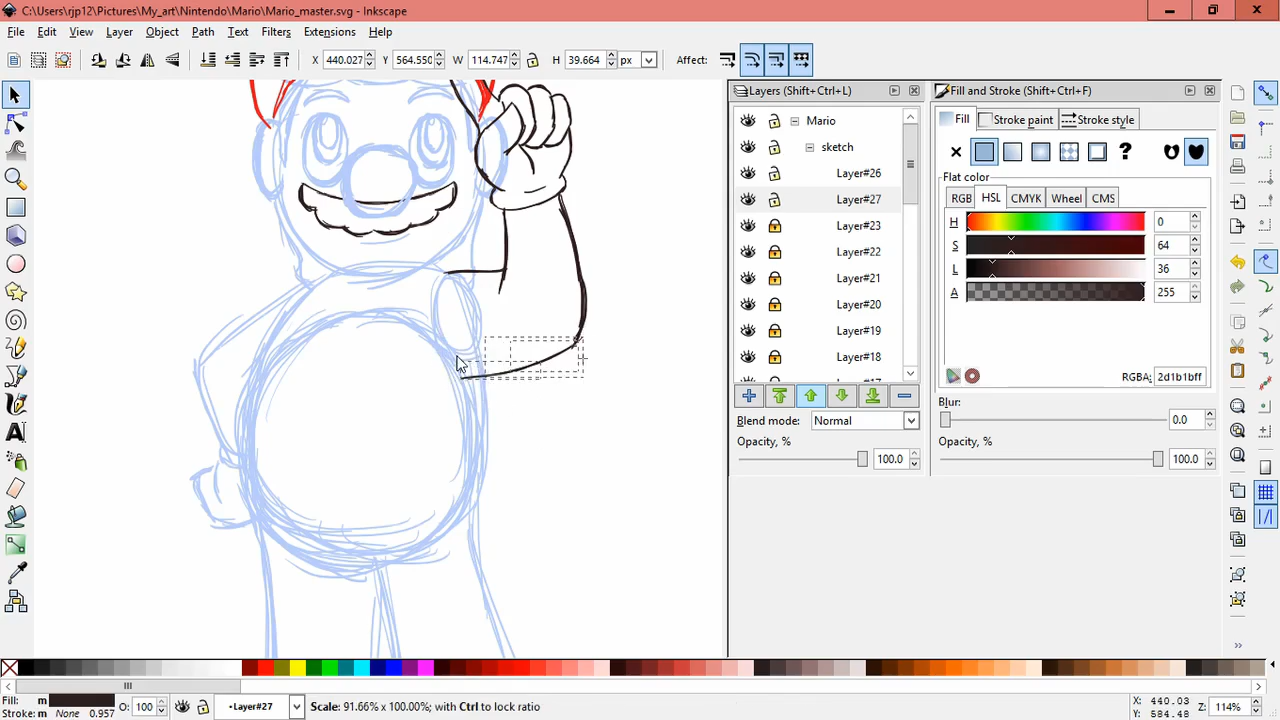 C:\Users\rjp12\Pictures\My_art\Nintendo\Mario\Mario_master.svg - Inkscape
File Edit View Layer Object Path Text Filters Extensions Help
X 440.027 Y 564.550 W 114.747 H 39.664 px Affect:
Layers (Shift+Ctrl+L)
Mario
sketch
Layer#26
Layer#27
Layer#23
Layer#22
Layer#21
Layer#20
Layer#19
Layer#18
Blend mode: Normal
Opacity, % 100.0
Fill and Stroke (Shift+Ctrl+F)
Fill Stroke paint Stroke style
?
Flat color
RGB HSL CMYK Wheel CMS
H 0
S 64
L 36
A 255
RGBA: 2d1b1bff
Blur:
0.0
Opacity, %
100.0
Fill: m
Stroke: m None 0.957
O: 100
•Layer#27
Scale: 91.66% x 100.00%; with Ctrl to lock ratio
X: 440.03
Y: 584.48
Z: 114%